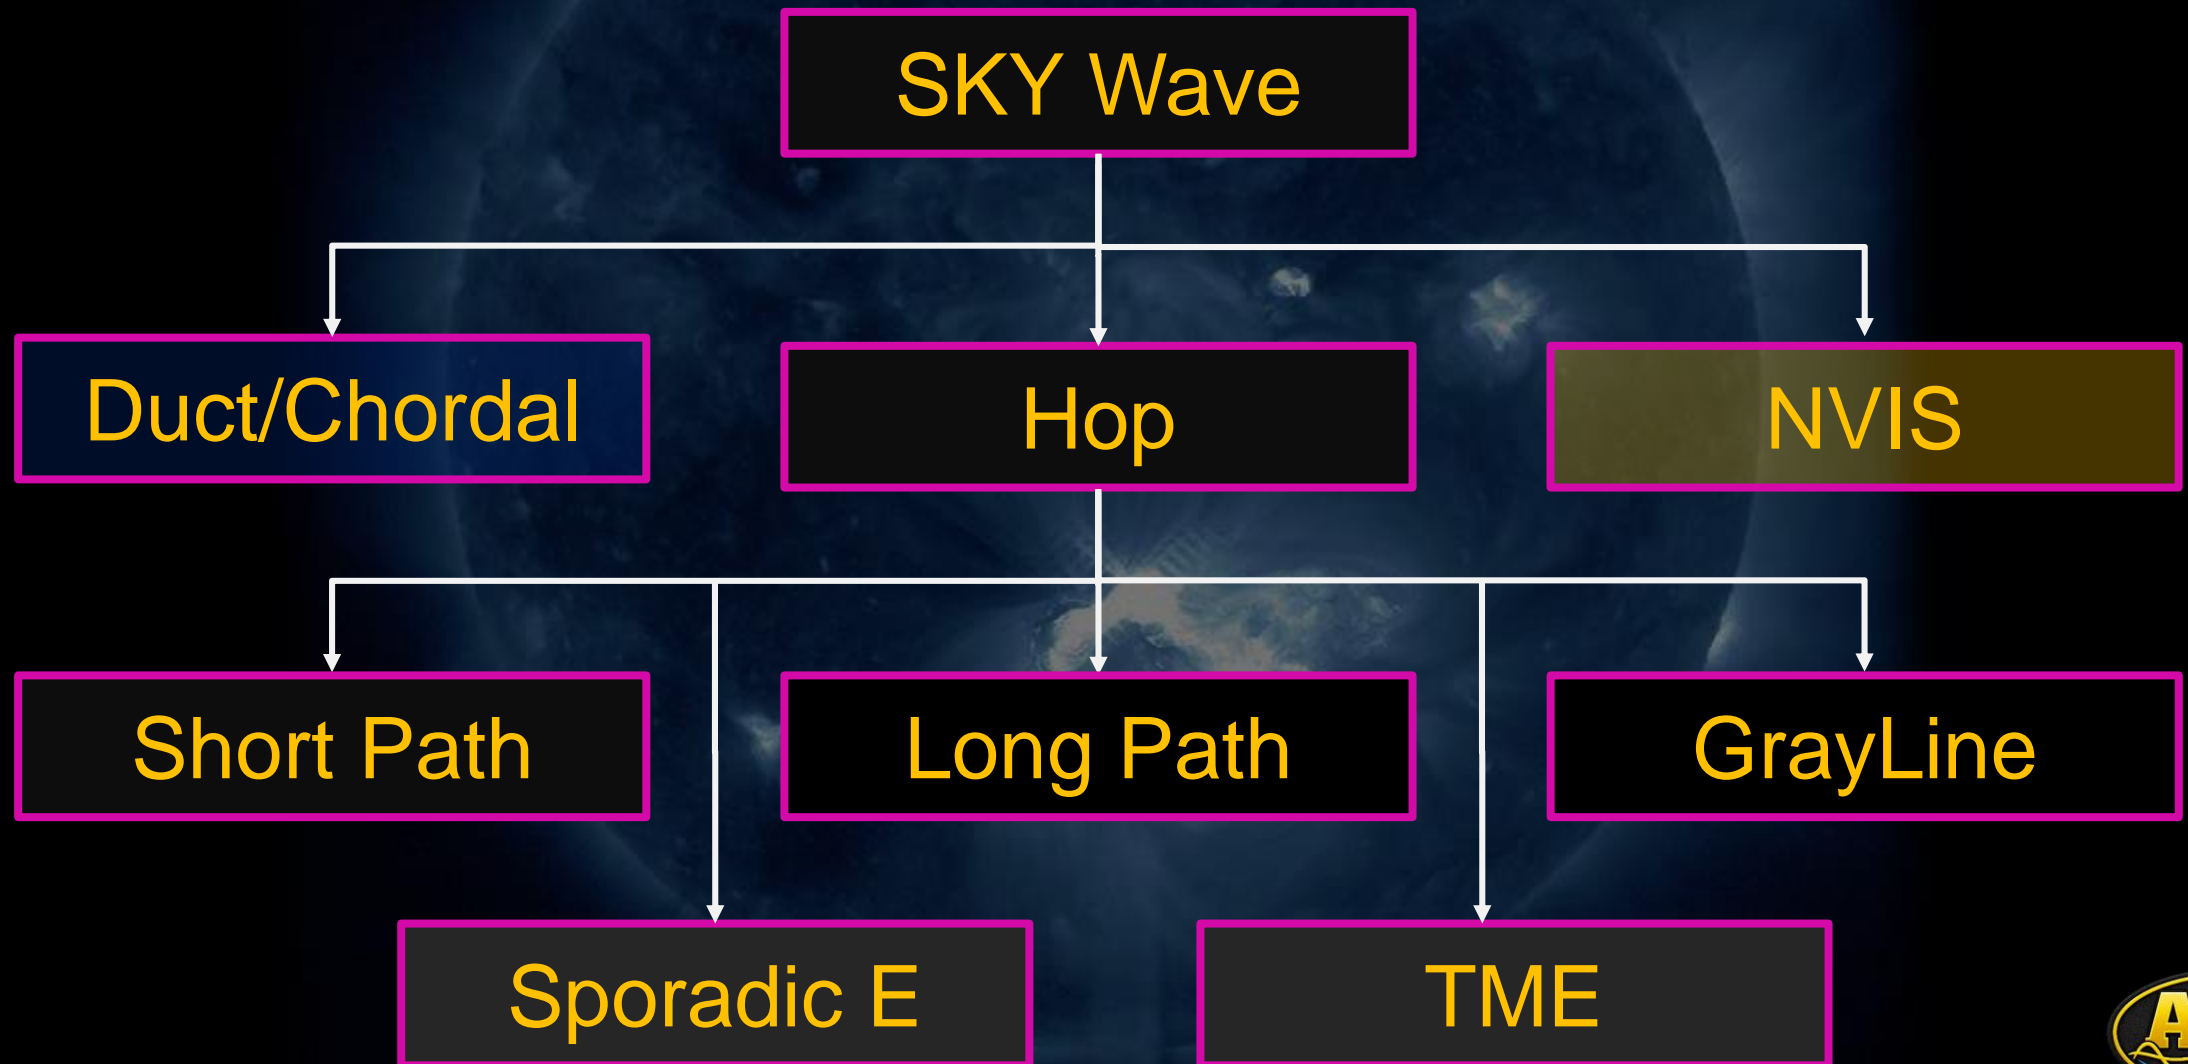 SKY Wave
Duct/Chordal
Hop
NVIS
Short Path
Long Path
GrayLine
Sporadic E
TME